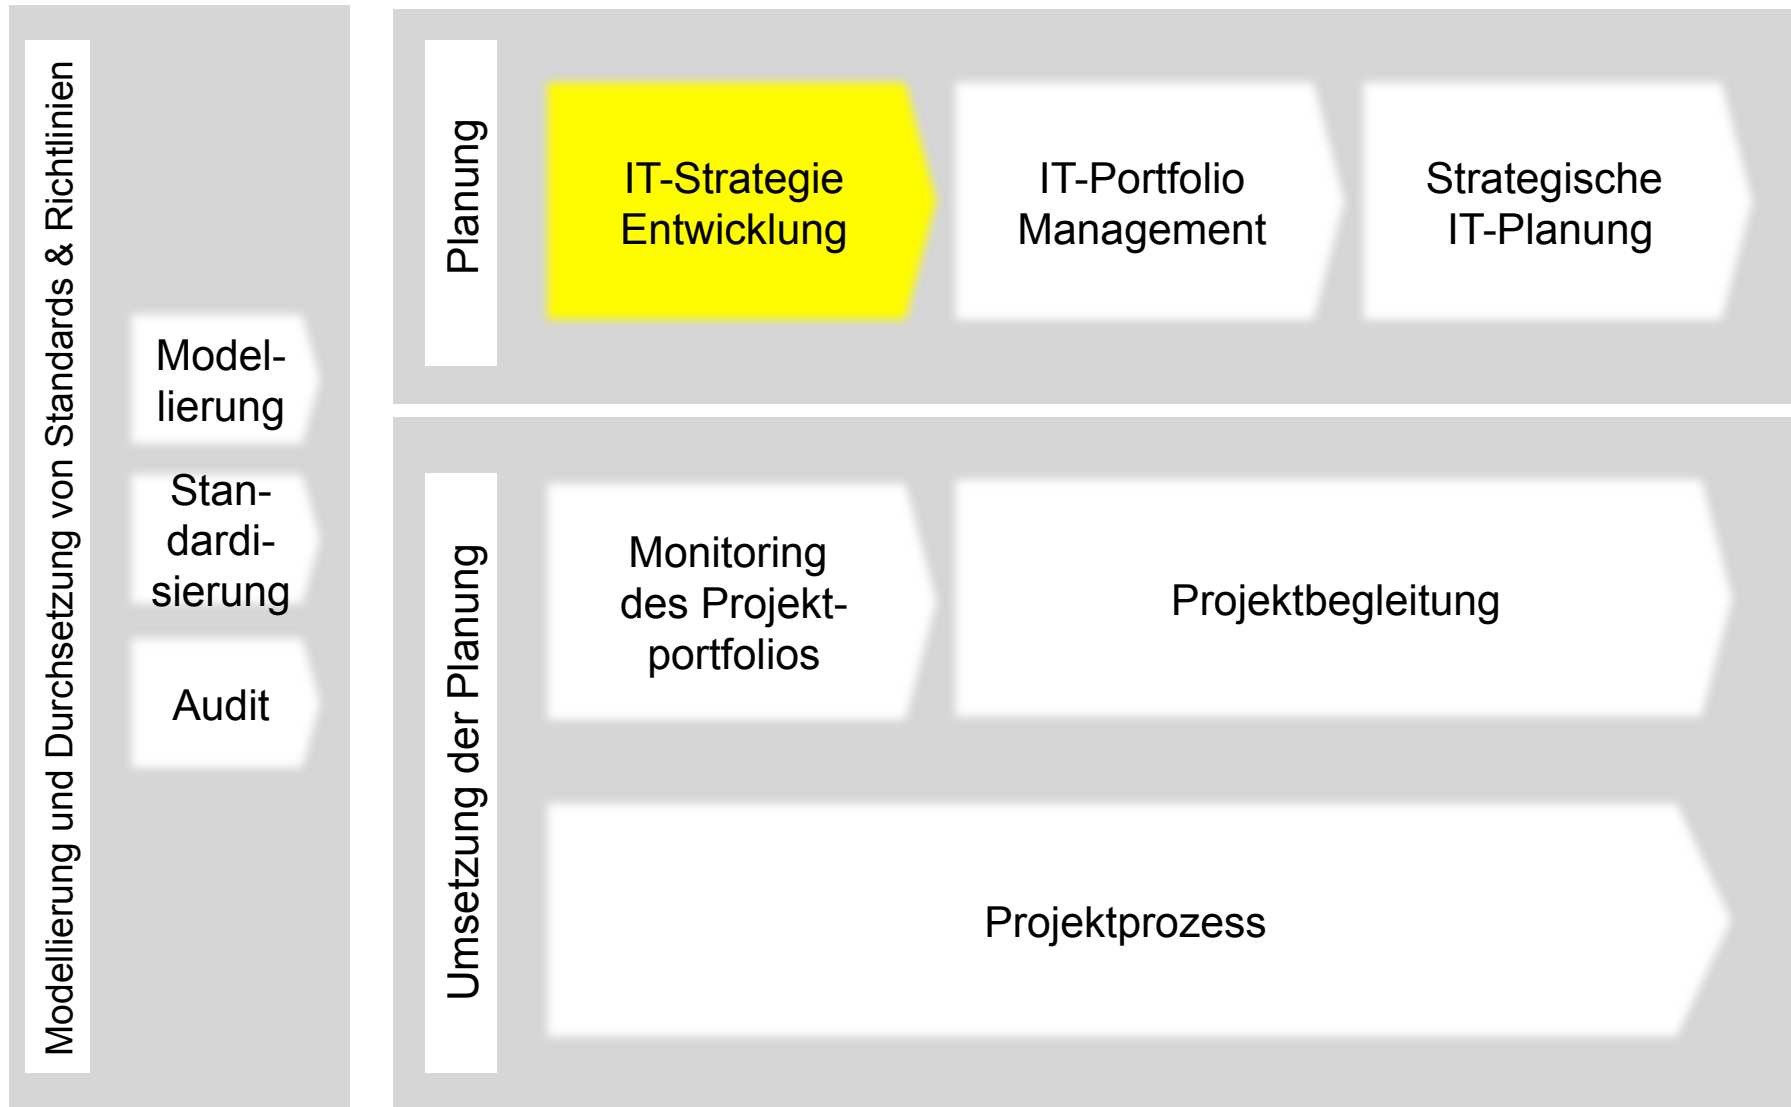 Modellierung und Durchsetzung von Standards & Richtlinien
Model-
lierung
Stan-
dardi-
sierung
Audit
Planung
IT-Strategie
Entwicklung
IT-Portfolio
Management
Strategische
IT-Planung
Umsetzung der Planung
Monitoring
des Projekt-
portfolios
Projektbegleitung
Projektprozess